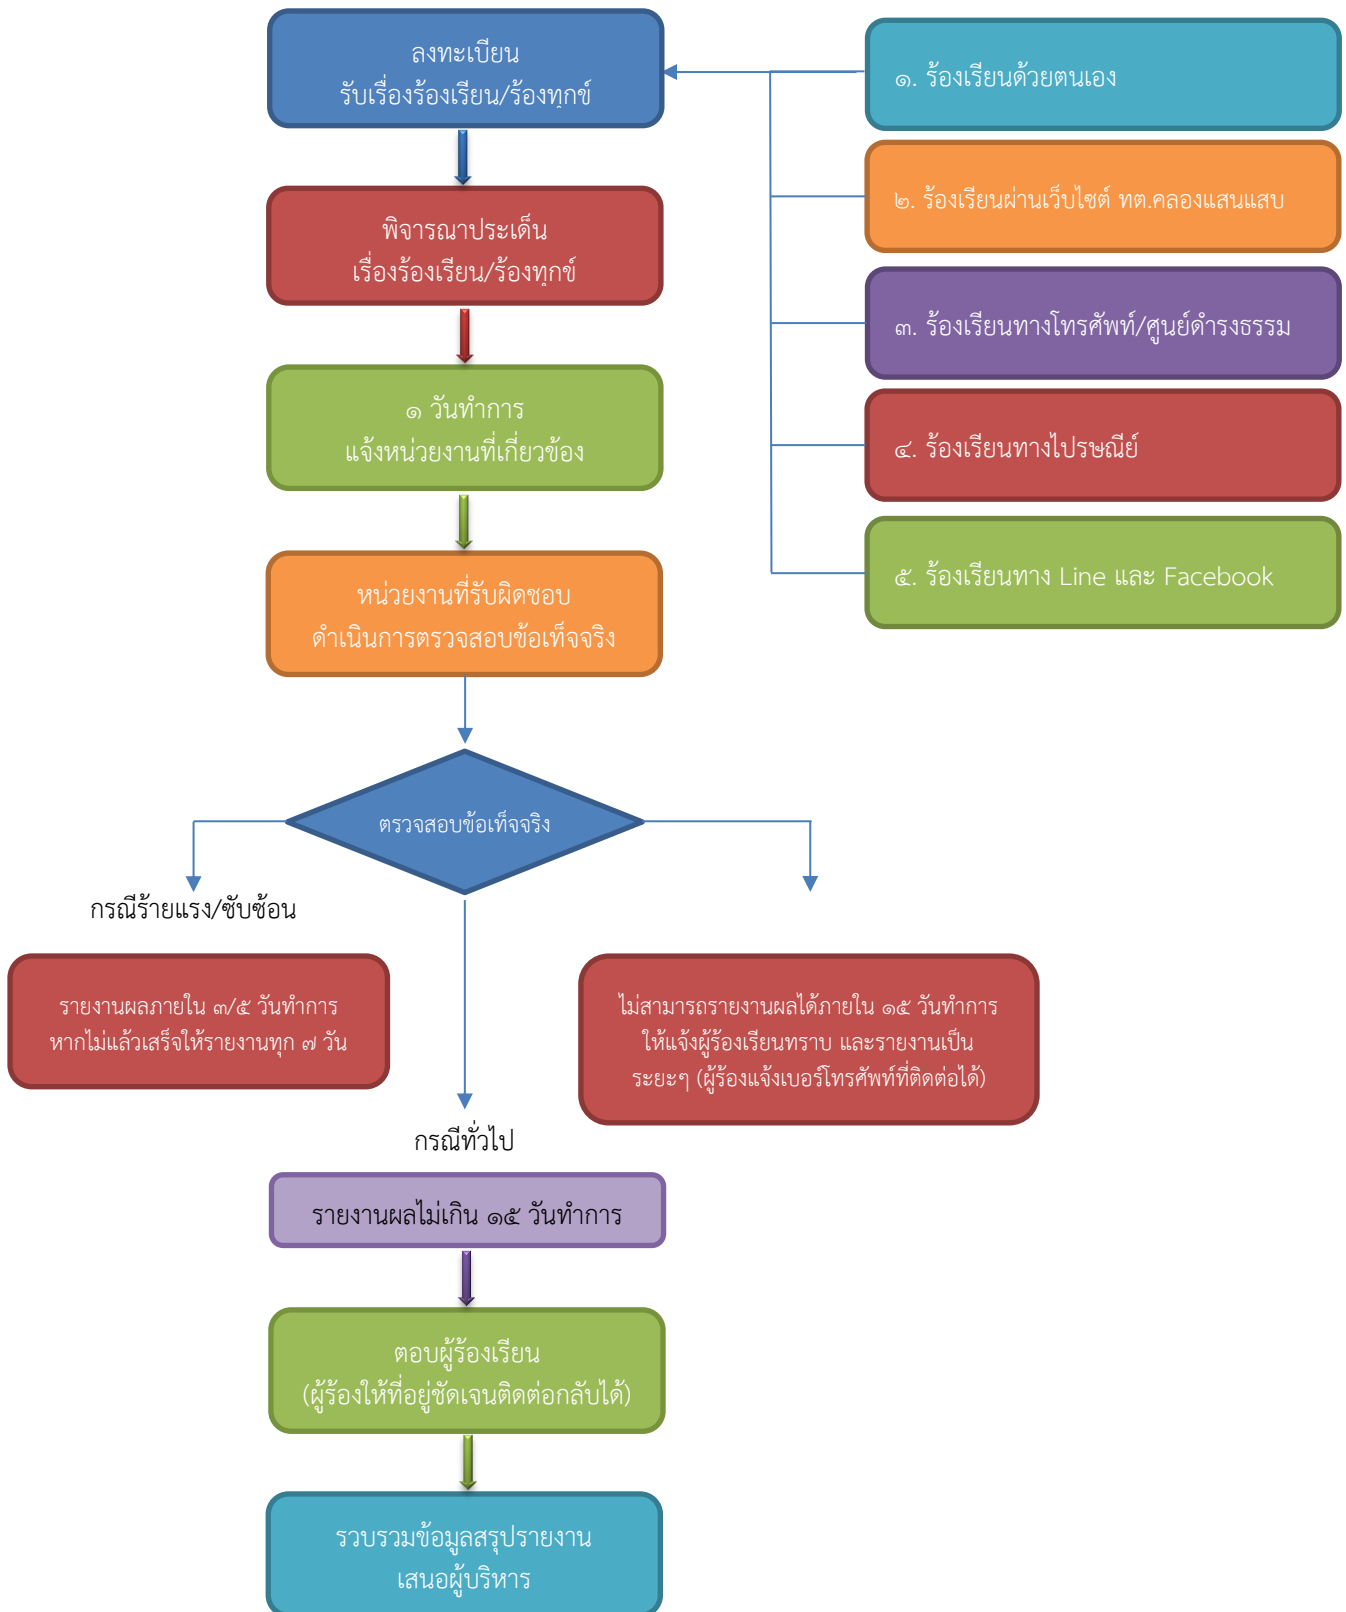 ลงทะเบียน
รับเรื่องร้องเรียน/ร้องทุกข์
๑. ร้องเรียนด้วยตนเอง
๒. ร้องเรียนผ่านเว็บไซต์ ทต.คลองแสนแสบ
๓. ร้องเรียนทางโทรศัพท์/ศูนย์ดำรงธรรม
๔. ร้องเรียนทางไปรษณีย์
๕. ร้องเรียนทาง Line และ Facebook
พิจารณาประเด็น
เรื่องร้องเรียน/ร้องทุกข์
๑ วันทำการ
แจ้งหน่วยงานที่เกี่ยวข้อง
หน่วยงานที่รับผิดชอบ
ดำเนินการตรวจสอบข้อเท็จจริง
ตรวจสอบข้อเท็จจริง
กรณีร้ายแรง/ซับซ้อน
รายงานผลภายใน ๓/๕ วันทำการ
หากไม่แล้วเสร็จให้รายงานทุก ๗ วัน
ไม่สามารถรายงานผลได้ภายใน ๑๕ วันทำการ
ให้แจ้งผู้ร้องเรียนทราบ และรายงานเป็น
ระยะๆ (ผู้ร้องแจ้งเบอร์โทรศัพท์ที่ติดต่อได้)
กรณีทั่วไป
รายงานผลไม่เกิน ๑๕ วันทำการ
ตอบผู้ร้องเรียน
(ผู้ร้องให้ที่อยู่ชัดเจนติดต่อกลับได้)
รวบรวมข้อมูลสรุปรายงาน
เสนอผู้บริหาร